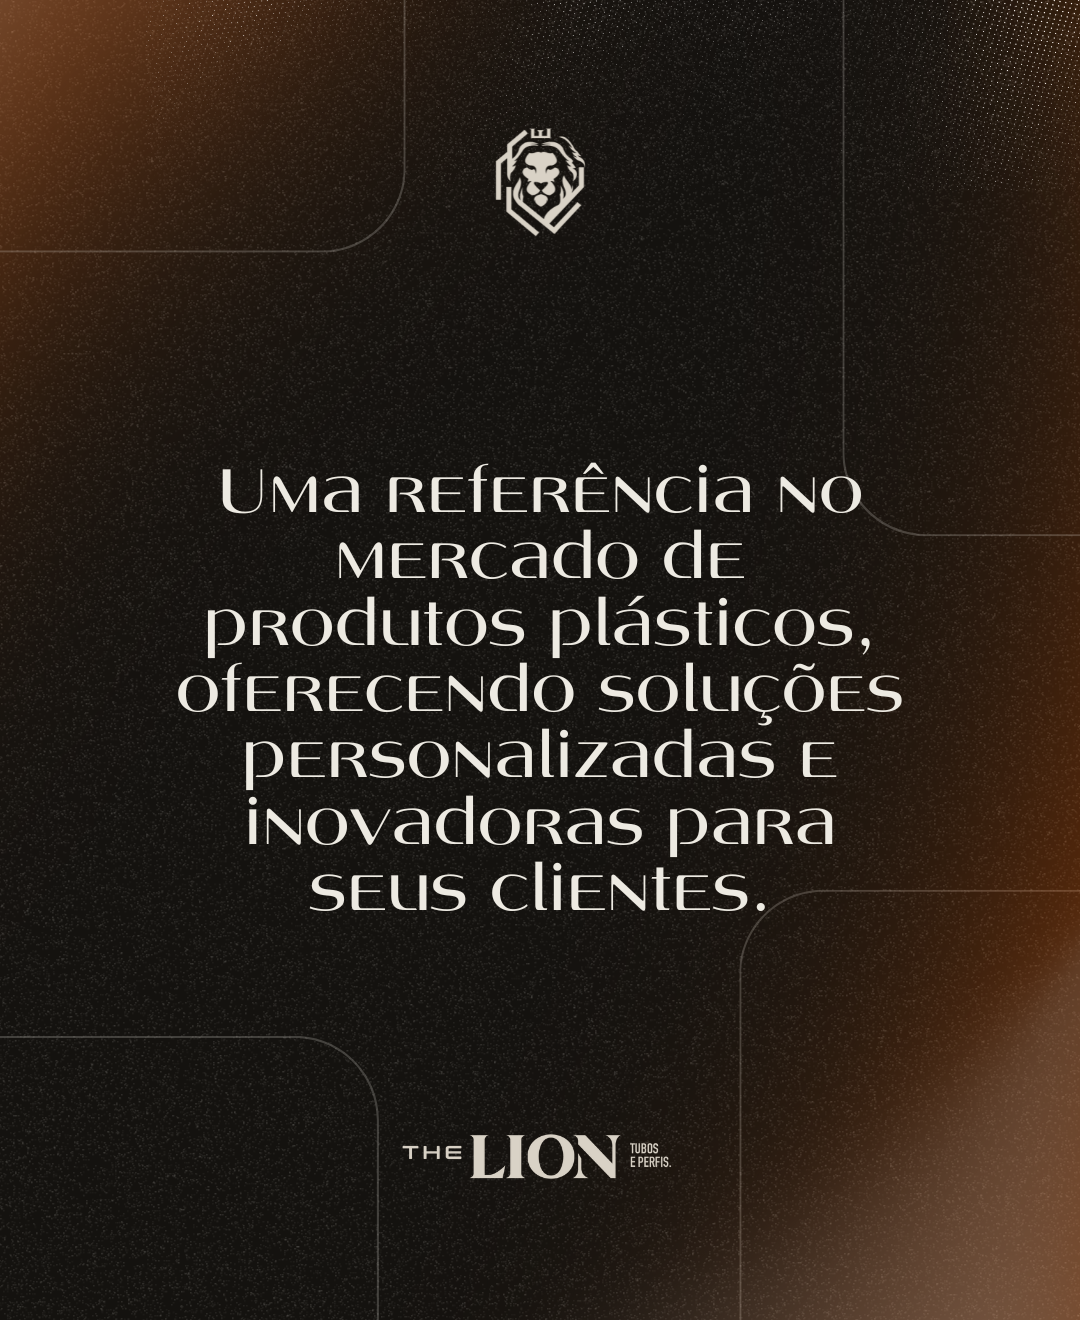 Uma referência no
mercado de
produtos plásticos,
oferecendo soluções
personalizadas e
inovadoras para
seus clientes.
THE LION TUBOS
E PERFIS.